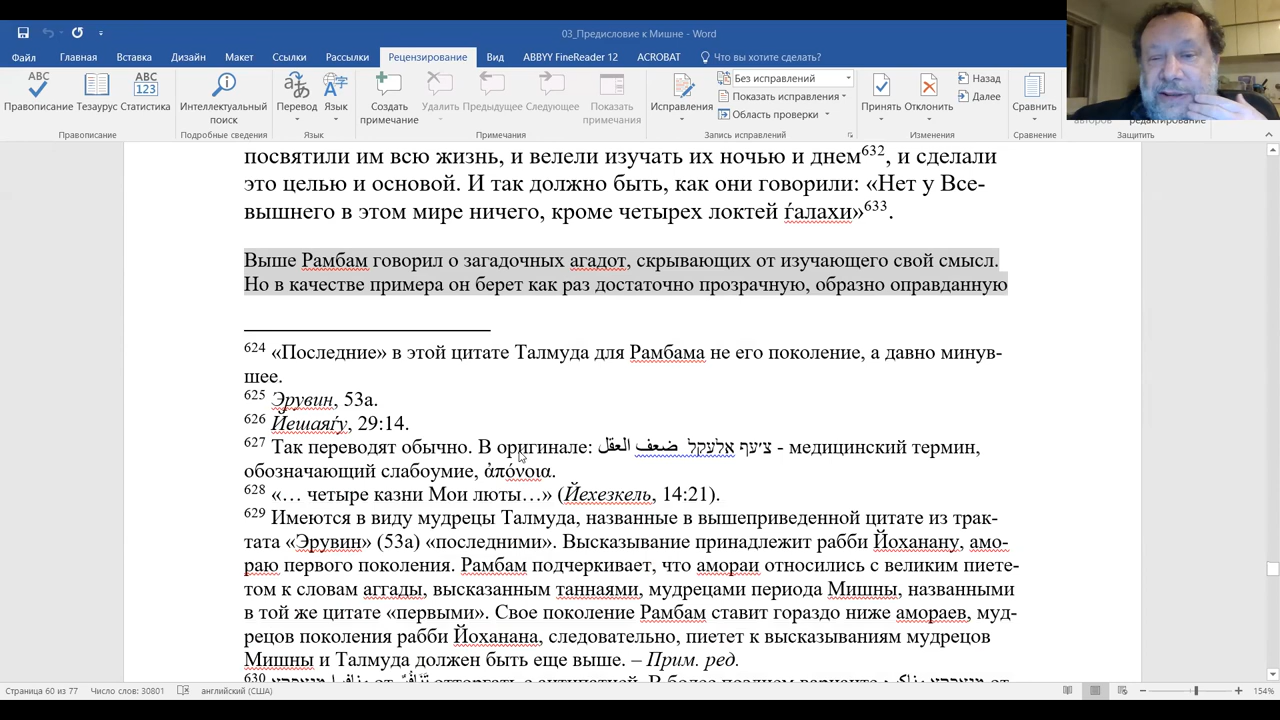 03_Предисловие к Мишне - Word
Файл Главная Вставка Дизайн Макет Ссылки Рассылки Рецензирование Вид ABBYY FineReader 12 ACROBAT Что вы хотите сделать?
ABC Правописание Тезаурус ABC 123 Статистика Интеллектуальный поиск Перевод Язык Создать примечание Удалить Предыдущее Следующее Показать примечания Исправления Без исправлений Показать исправления Область проверки Принять Отклонить Назад Далее Сравнить
Правописание Подробные сведения Язык Примечания Запись исправлений Изменения Сравнение Защитить
посвятили им всю жизнь, и велели изучать их ночью и днем632, и сделали
это целью и основой. И так должно быть, как они говорили: «Нет у Все-
вышнего в этом мире ничего, кроме четырех локтей ѓалахи»633.
Выше Рамбам говорил о загадочных агадот, скрывающих от изучающего свой смысл.
Но в качестве примера он берет как раз достаточно прозрачную, образно оправданную
624 «Последние» в этой цитате Талмуда для Рамбама не его поколение, а давно минув-
шее.
625 Эрувин, 53а.
626 Йешаяѓу, 29:14.
627 Так переводят обычно. В оригинале: צ׳עף אלעקל ضعف العقل - медицинский термин,
обозначающий слабоумие, ἀπόνοια.
628 «… четыре казни Мои люты…» (Йехезкель, 14:21).
629 Имеются в виду мудрецы Талмуда, названные в вышеприведенной цитате из трак-
тата «Эрувин» (53а) «последними». Высказывание принадлежит рабби Йоханану, амо-
раю первого поколения. Рамбам подчеркивает, что амораи относились с великим пиете-
том к словам аггады, высказанным таннаями, мудрецами периода Мишны, названными
в той же цитате «первыми». Свое поколение Рамбам ставит гораздо ниже амораев, муд-
рецов поколения рабби Йоханана, следовательно, пиетет к высказываниям мудрецов
Мишны и Талмуда должен быть еще выше. – Прим. ред.
Страница 60 из 77 Число слов: 30801 английский (США) 154%